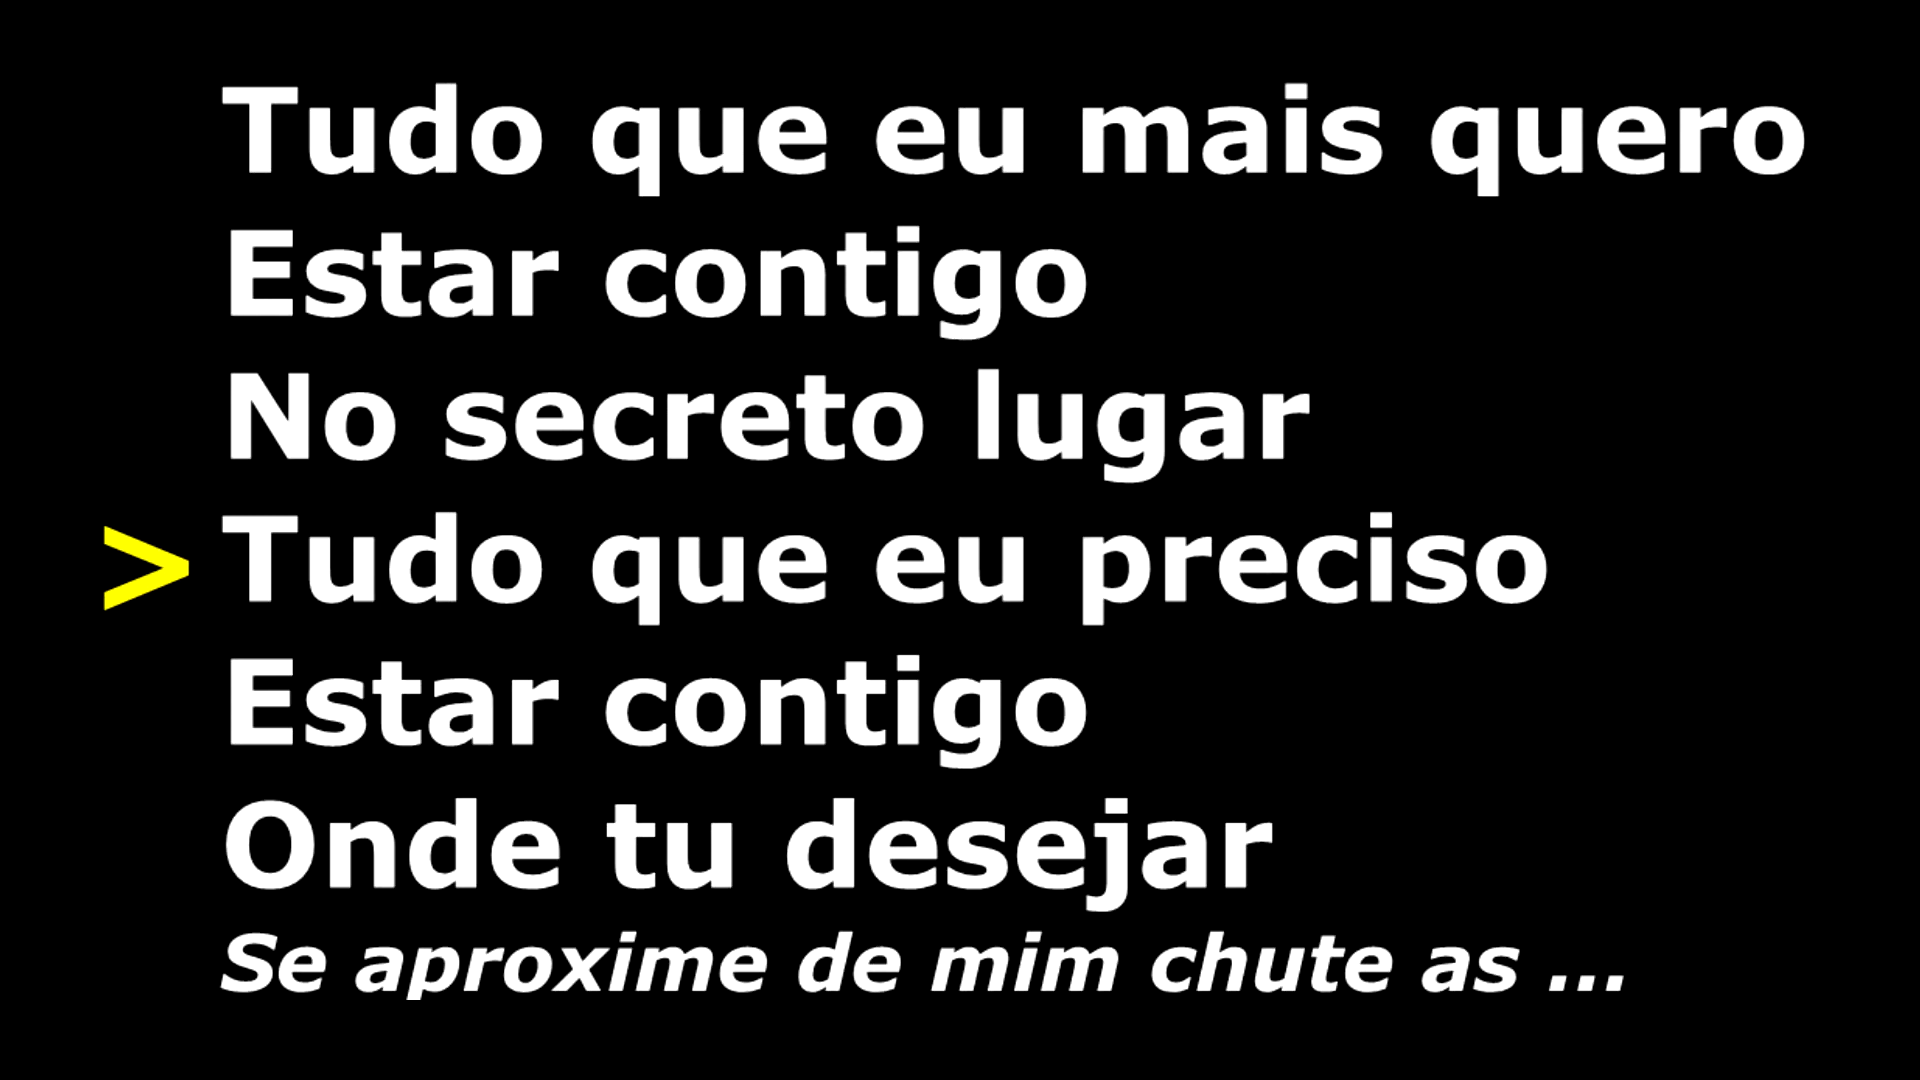 Tudo que eu mais quero
Estar contigo
No secreto lugar
> Tudo que eu preciso
Estar contigo
Onde tu desejar
Se aproxime de mim chute as ...